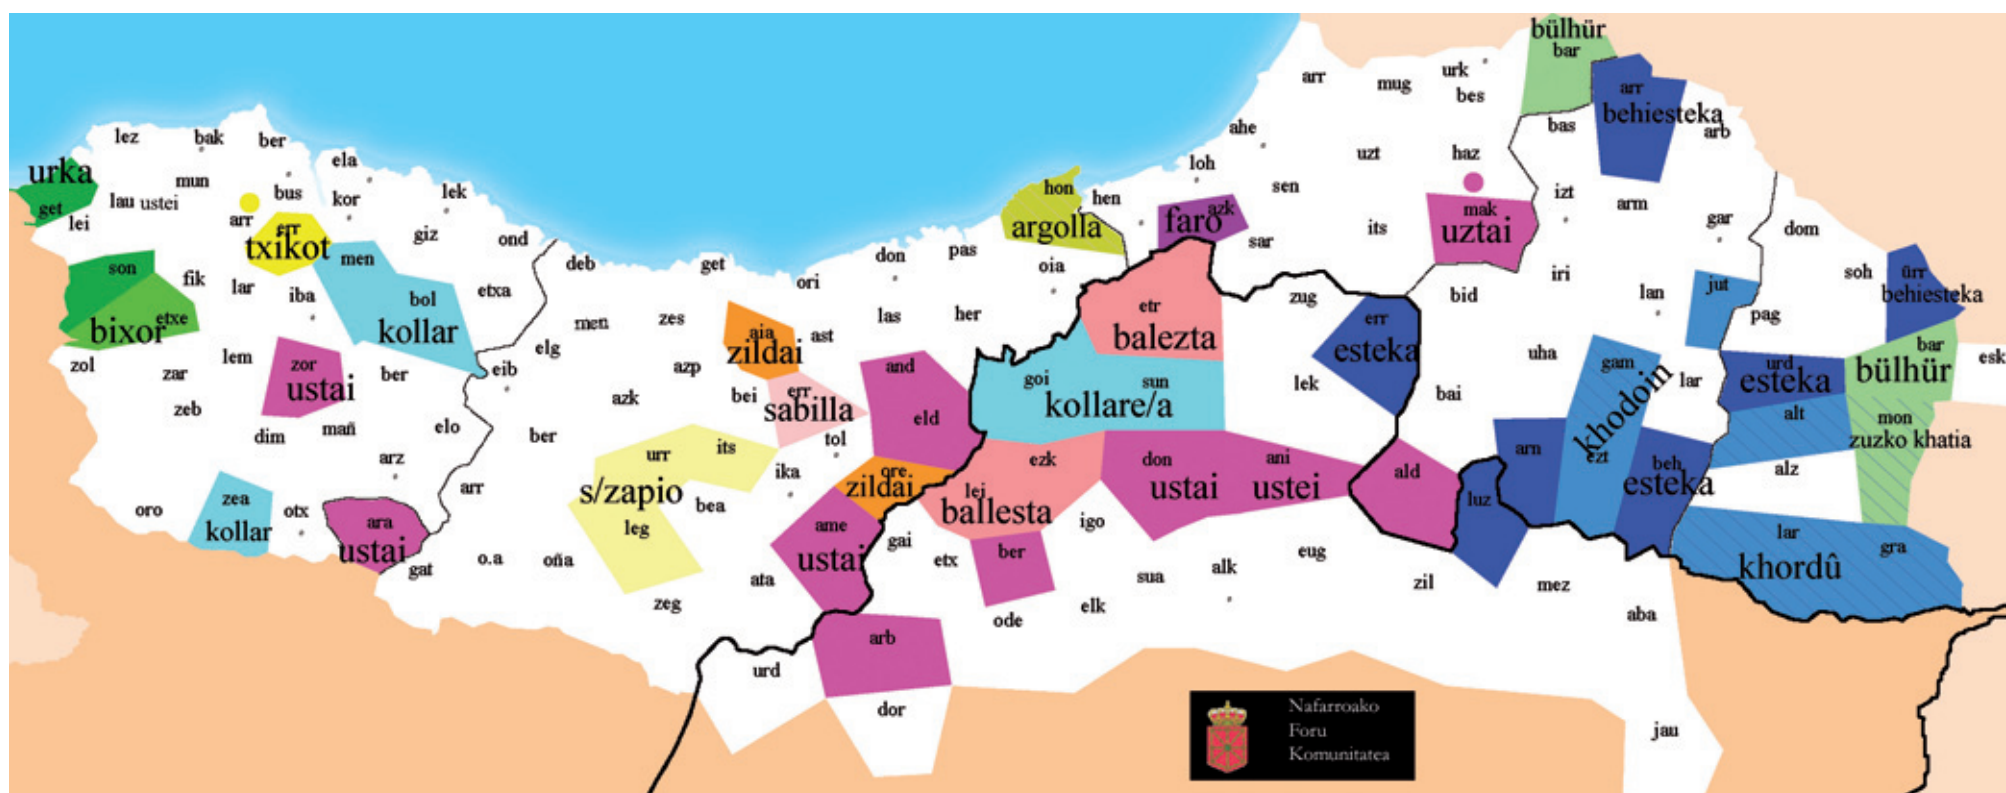 bülhür
bar
urk
arr
mug
bes
arr
behiesteka
lez
bak
ber
ahe
bas
arb
ela
uzt
haz
loh
urka
mun
lek
hon
hen
sen
izt
get
lau
ustei
bus
kor
azk
mak
arm
lei
arr
err
argolla
faro
its
uztai
gar
dom
txikot
giz
ond
sar
son
men
deb
get
don
pas
oia
iri
soh
ürr
fik
lar
iba
bol
etxa
ori
zug
bid
lan
jut
behiesteka
etxe
bixor
kollar
men
zes
las
her
etr
err
pag
aia
ast
balezta
esteka
bar
zol
lem
zor
elg
zildai
uha
gam
urd
esk
zar
ustai
ber
eib
azp
and
goi
sun
lek
lar
esteka
bülhür
zeb
azk
bei
err
sabilla
kollare/a
bai
khodoin
alt
mon
dim
mañ
elo
ber
tol
eld
zuzko khatia
arz
urr
its
ika
ore
ezk
don
ani
ald
arn
ezt
beh
alz
zea
arr
s/zapio
zildai
lei
ustai
ustei
luz
esteka
oro
kollar
otx
ara
bea
ballesta
ustai
leg
ame
igo
lar
gat
o.a
oña
ustai
gai
etx
ber
eug
gra
khordû
ata
sua
alk
zil
mez
zeg
ode
elk
aba
arb
urd
dor
jau
Nafarroako
Foru
Komunitatea